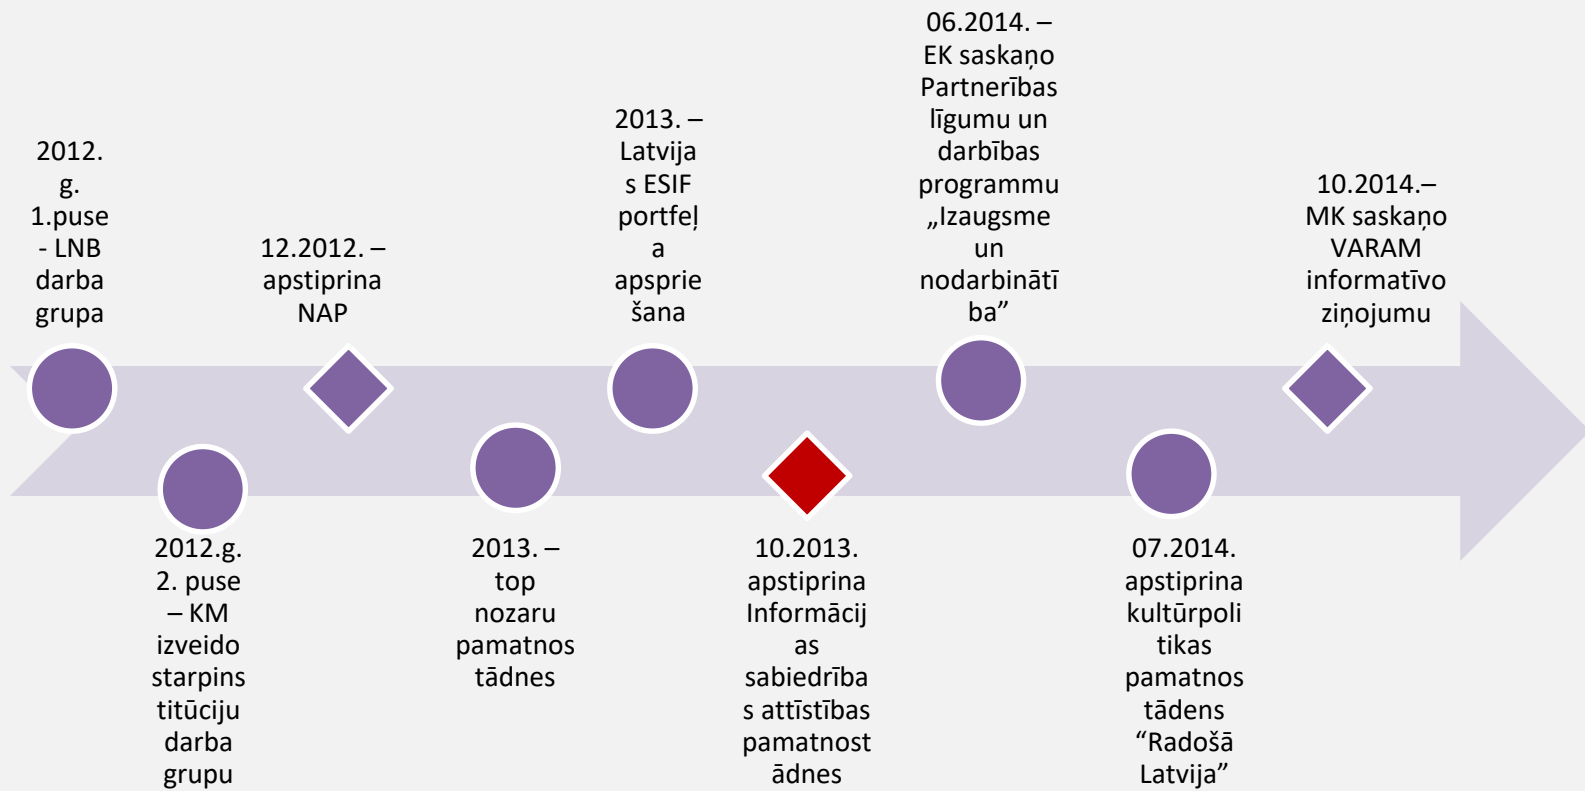 2012.
g.
1.puse
- LNB
darba
grupa
2012.g.
2. puse
– KM
izveido
starpins
titūciju
darba
grupu
12.2012. –
apstiprina
NAP
2013. –
top
nozaru
pamatnos
tādnes
2013. –
Latvija
s ESIF
portfeļ
a
apsprie
šana
10.2013.
apstiprina
Informācij
as
sabiedrība
s attīstības
pamatnost
ādnes
06.2014. –
EK saskaņo
Partnerības
līgumu un
darbības
programmu
„Izaugsme
un
nodarbinātī
ba”
07.2014.
apstiprina
kultūrpoli
tikas
pamatnos
tādens
“Radošā
Latvija”
10.2014.–
MK saskaņo
VARAM
informatīvo
ziņojumu